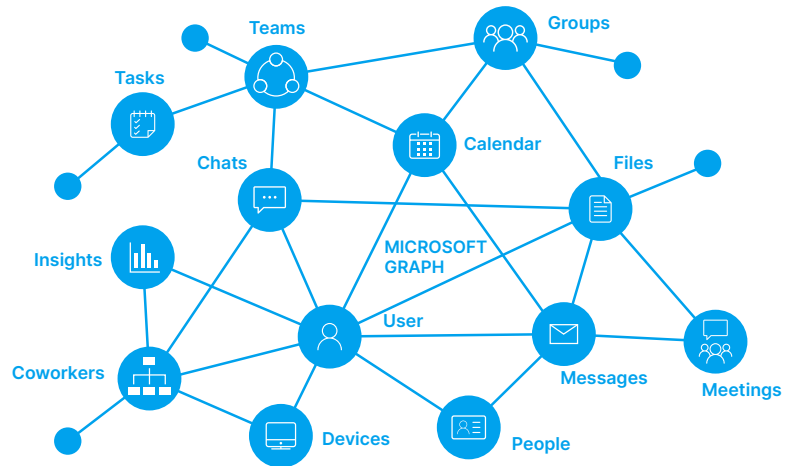 Teams
Groups
Tasks
Calendar
Chats
Files
MICROSOFT
GRAPH
Insights
User
Coworkers
Messages
Meetings
Devices
People